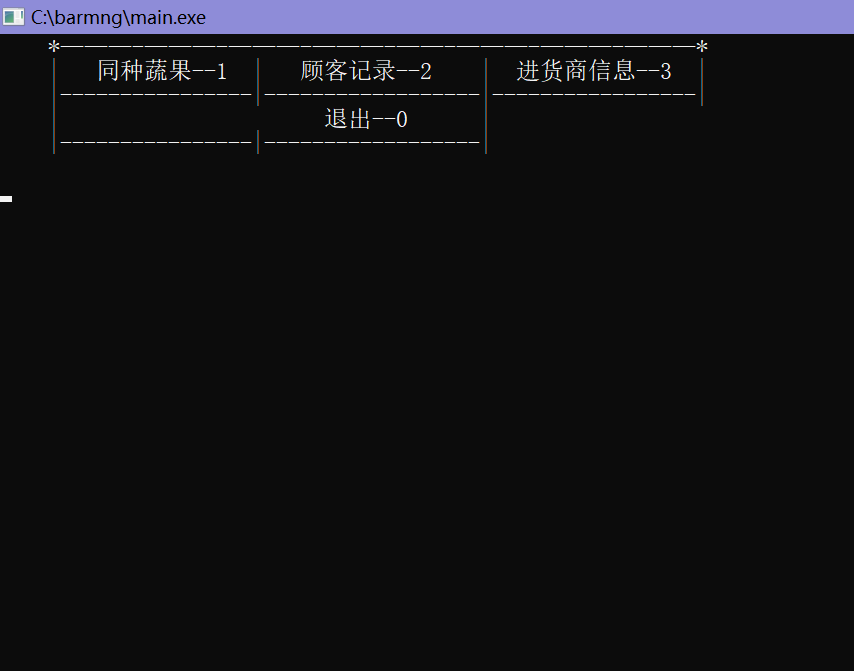 C:\barmng\main.exe
*—————————————————————————————————————————————————————*
| 同种蔬果--1 | 顾客记录--2 | 进货商信息--3 |
|----------------|------------------|-----------------|
| 退出--0 |
|----------------|------------------|